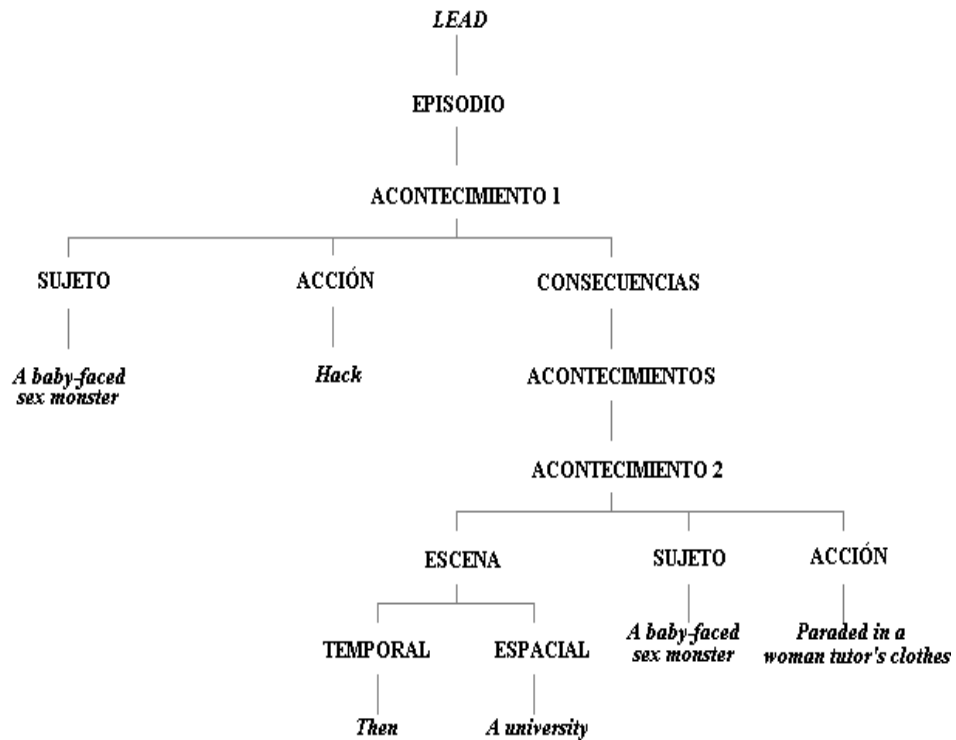 LEAD
EPISODIO
ACONTECIMIENTO 1
SUJETO ACCIÓN CONSECUENCIAS
A baby-faced
sex monster
Hack
ACONTECIMIENTOS
ACONTECIMIENTO 2
ESCENA SUJETO ACCIÓN
TEMPORAL ESPACIAL
A baby-faced
sex monster
Paraded in a
woman tutor's clothes
Then A university